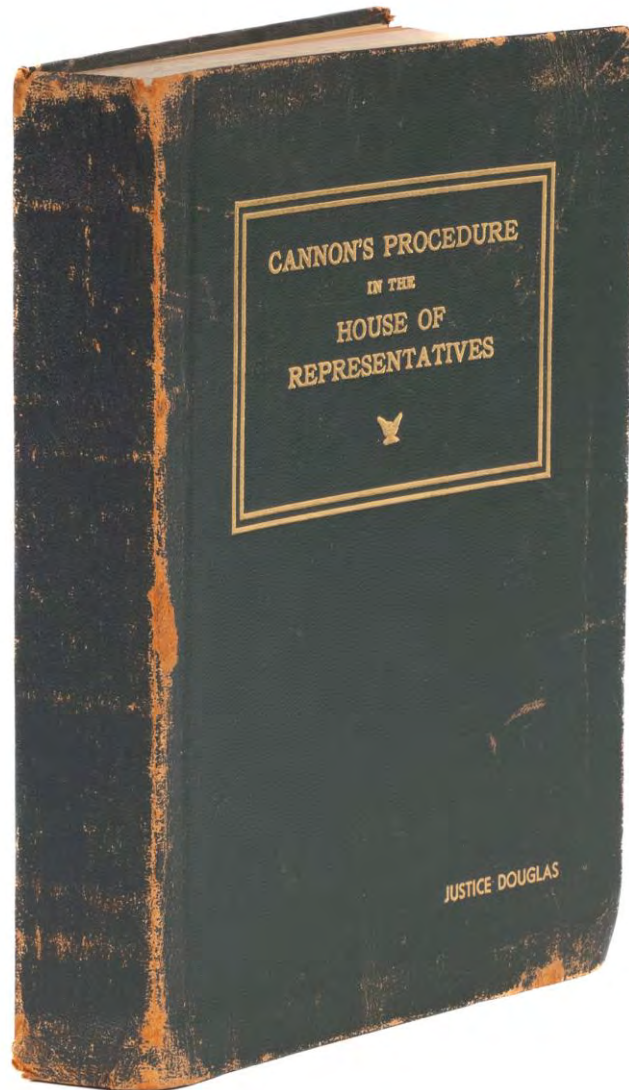 CANNON'S PROCEDURE
IN THE
HOUSE OF
REPRESENTATIVES
JUSTICE DOUGLAS